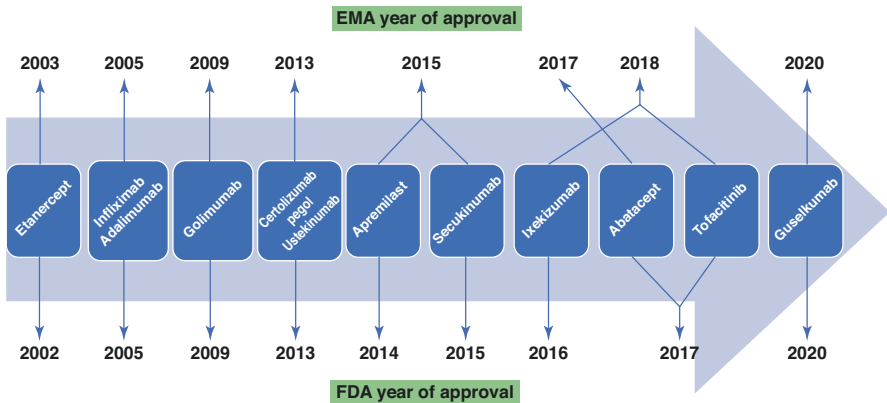 EMA year of approval
2003 2005 2009 2013 2015 2017 2018 2020
Etanercept
Infliximab
Adalimumab
Golimumab
Certolizumab
pegol
Ustekinumab
Apremilast
Secukinumab
Ixekizumab
Abatacept
Tofacitinib
Guselkumab
2002 2005 2009 2013 2014 2015 2016 2017 2020
FDA year of approval